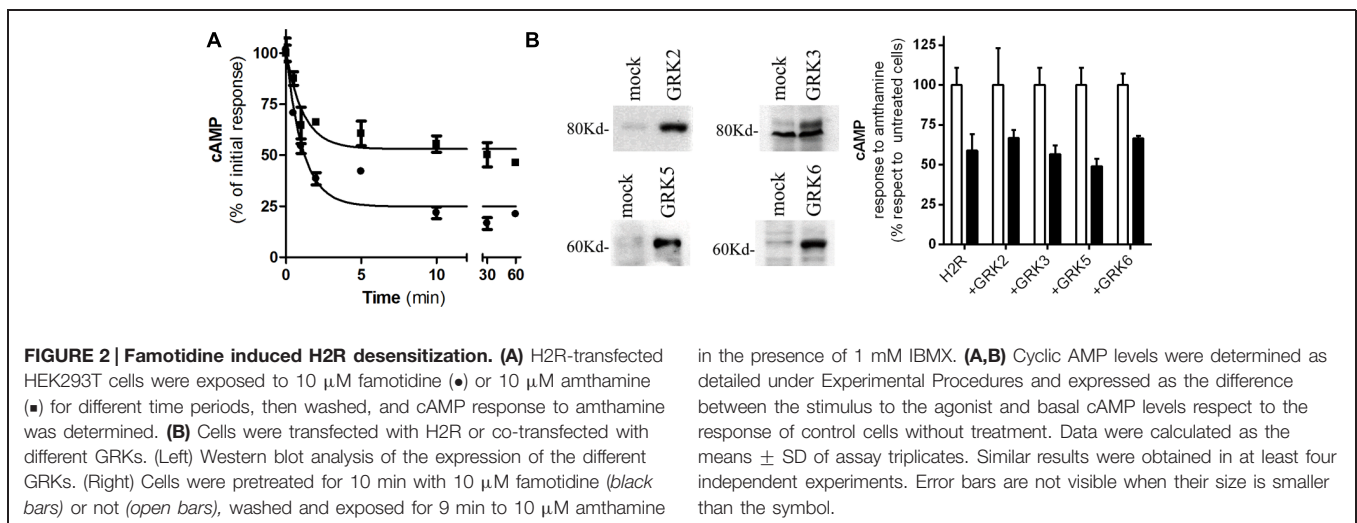 A
cAMP
(% of initial response)
100
75
50
25
0
0
5
10
30
60
Time (min)
B
mock
GRK2
80Kd-
mock
GRK3
80Kd-
mock
GRK5
60Kd-
mock
GRK6
60Kd-
cAMP
response to amthamine
(% respect to untreated cells)
125
100
75
50
25
0
H2R
+GRK2
+GRK3
+GRK5
+GRK6
FIGURE 2 | Famotidine induced H2R desensitization. (A) H2R-transfected
HEK293T cells were exposed to 10 μM famotidine (●) or 10 μM amthamine
(■) for different time periods, then washed, and cAMP response to amthamine
was determined. (B) Cells were transfected with H2R or co-transfected with
different GRKs. (Left) Western blot analysis of the expression of the different
GRKs. (Right) Cells were pretreated for 10 min with 10 μM famotidine (black
bars) or not (open bars), washed and exposed for 9 min to 10 μM amthamine
in the presence of 1 mM IBMX. (A,B) Cyclic AMP levels were determined as
detailed under Experimental Procedures and expressed as the difference
between the stimulus to the agonist and basal cAMP levels respect to the
response of control cells without treatment. Data were calculated as the
means ± SD of assay triplicates. Similar results were obtained in at least four
independent experiments. Error bars are not visible when their size is smaller
than the symbol.